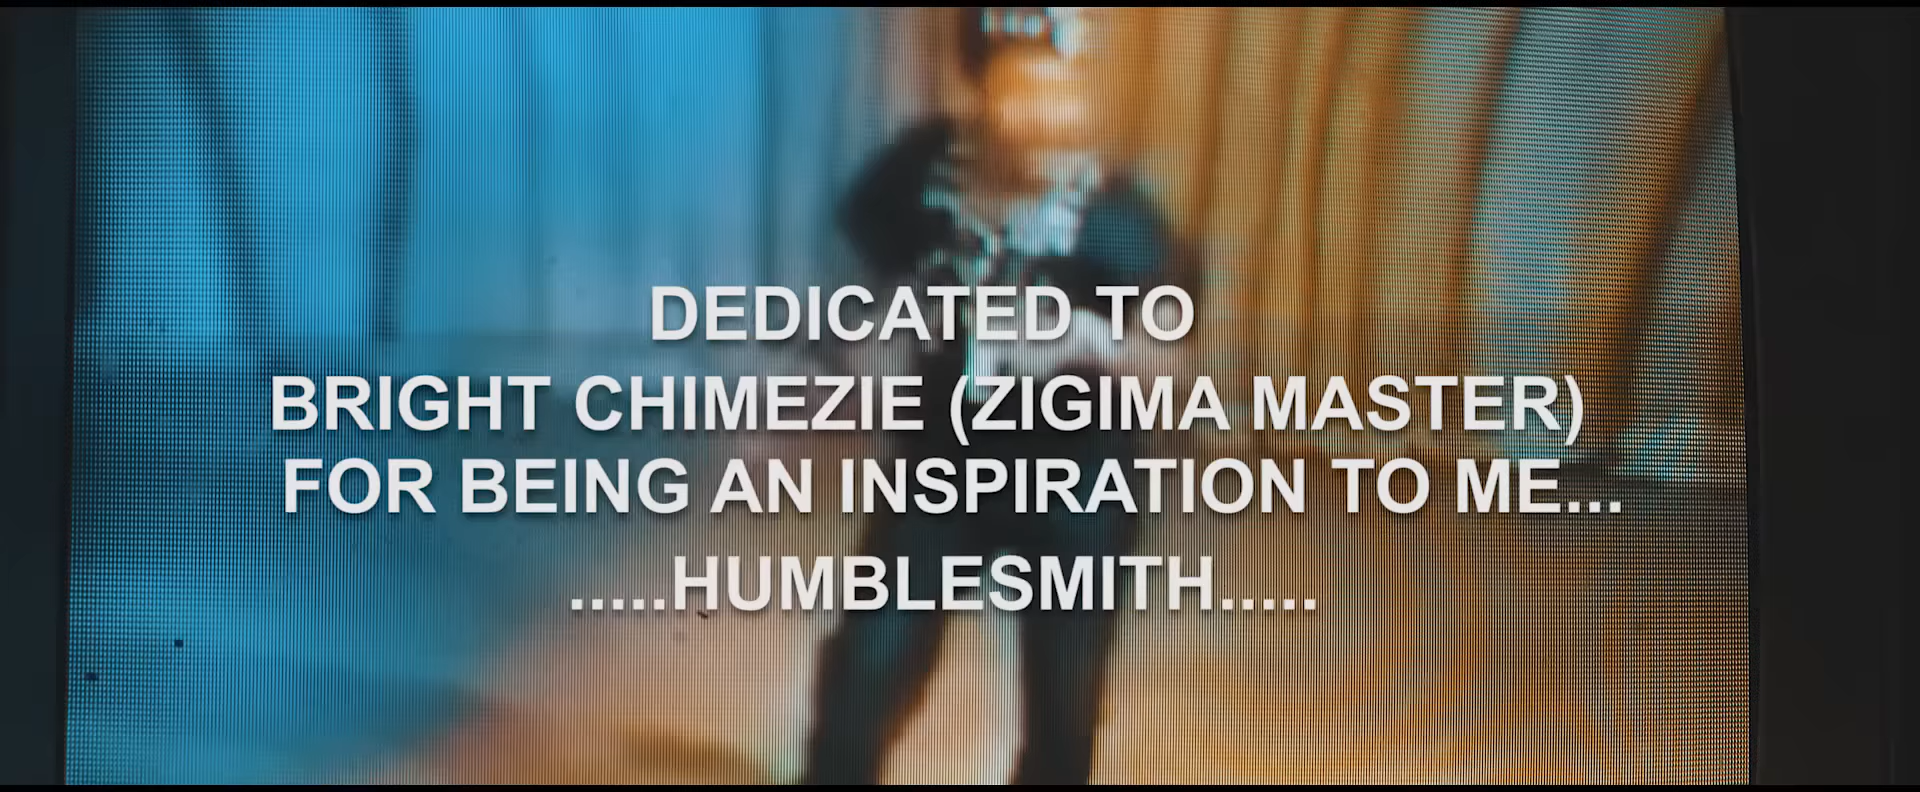 DEDICATED TO
BRIGHT CHIMEZIE (ZIGIMA MASTER)
FOR BEING AN INSPIRATION TO ME...
.....HUMBLESMITH.....